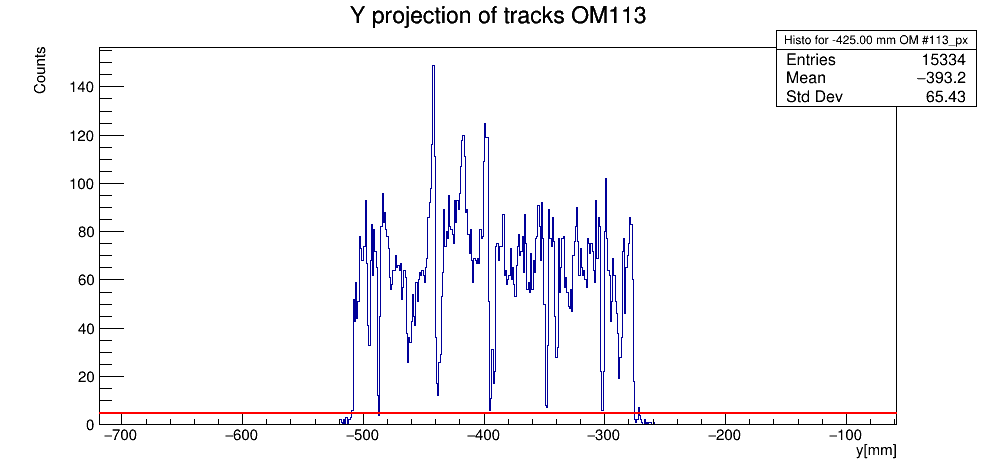 Y projection of tracks OM113
Histo for -425.00 mm OM #113_px
Entries 15334
Mean −393.2
Std Dev 65.43
Counts
140
120
100
80
60
40
20
0
−700 −600 −500 −400 −300 −200 −100
y[mm]